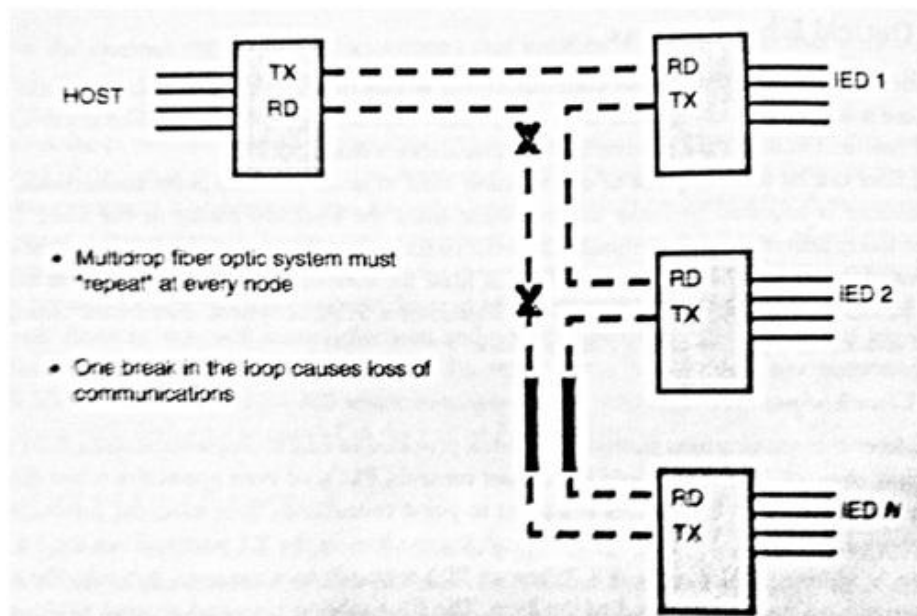 TX
RD
HOST
RD
TX
IED 1
• Multidrop fiber optic system must
"repeat" at every node
RD
TX
IED 2
• One break in the loop causes loss of
communications
RD
TX
IED N